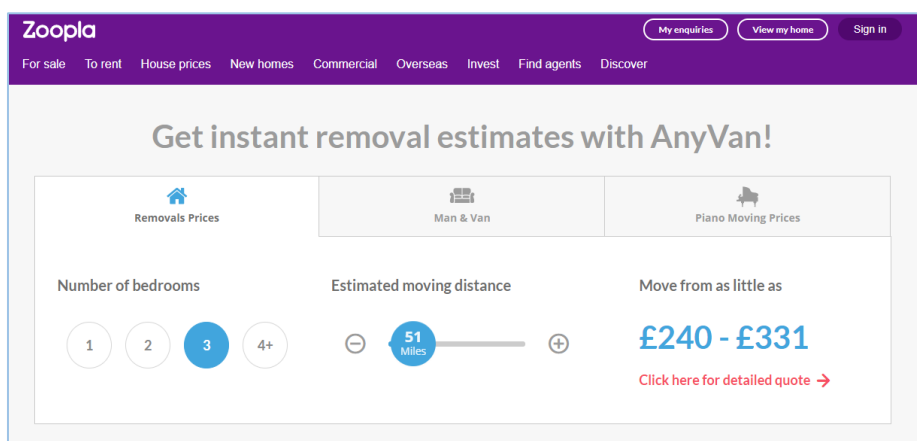 Zoopla
My enquiries View my home Sign in
For sale To rent House prices New homes Commercial Overseas Invest Find agents Discover
Get instant removal estimates with AnyVan!
Removals Prices Man & Van Piano Moving Prices
Number of bedrooms Estimated moving distance Move from as little as
1 2 3 4+ 51 £240 - £331
Miles
Click here for detailed quote →